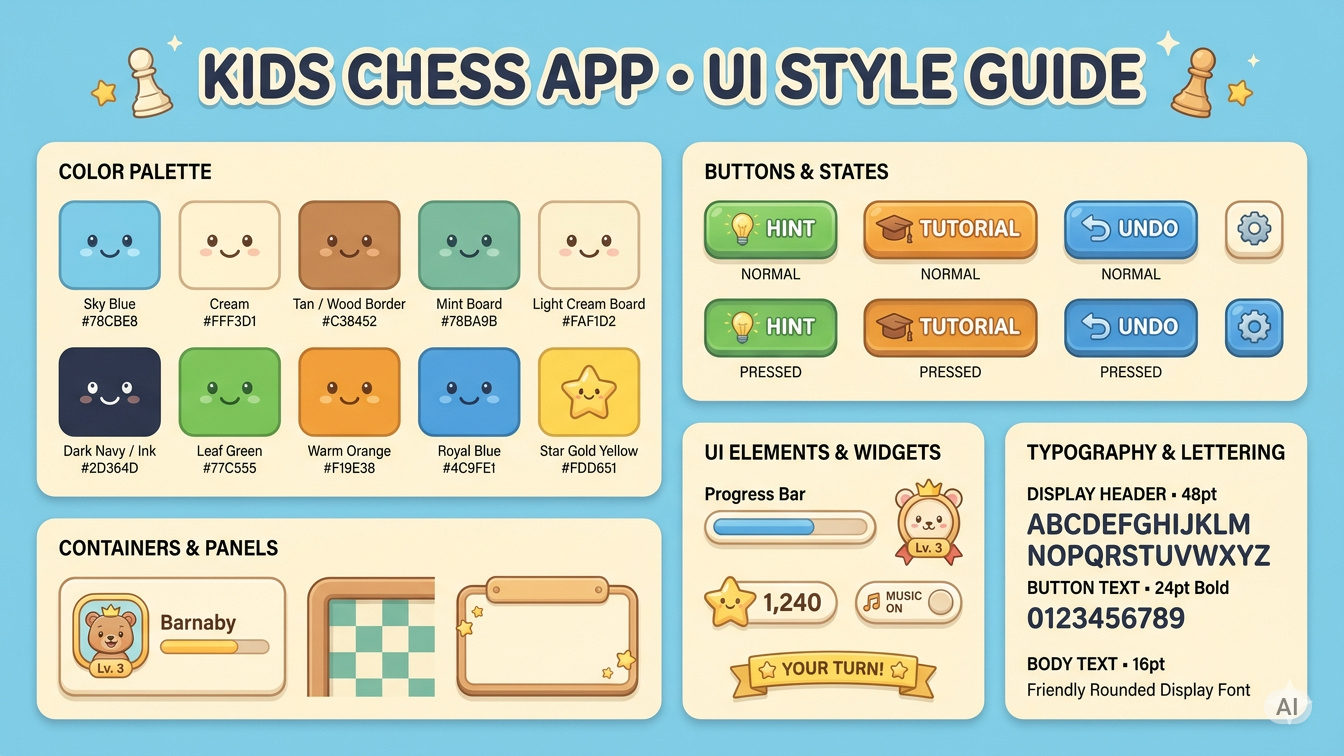 KIDS CHESS APP • UI STYLE GUIDE
COLOR PALETTE
Sky Blue
#78CBE8
Cream
#FFF3D1
Tan / Wood Border
#C38452
Mint Board
#78BA9B
Light Cream Board
#FAF1D2
Dark Navy / Ink
#2D364D
Leaf Green
#77C555
Warm Orange
#F19E38
Royal Blue
#4C9FE1
Star Gold Yellow
#FDD651
CONTAINERS & PANELS
Barnaby
Lv. 3
BUTTONS & STATES
HINT
NORMAL
TUTORIAL
NORMAL
UNDO
NORMAL
HINT
PRESSED
TUTORIAL
PRESSED
UNDO
PRESSED
UI ELEMENTS & WIDGETS
Progress Bar
Lv. 3
1,240
MUSIC
ON
YOUR TURN!
TYPOGRAPHY & LETTERING
DISPLAY HEADER ▪ 48pt
ABCDEFGHIJKLM
NOPQRSTUVWXYZ
BUTTON TEXT ▪ 24pt Bold
0123456789
BODY TEXT ▪ 16pt
Friendly Rounded Display Font
AI